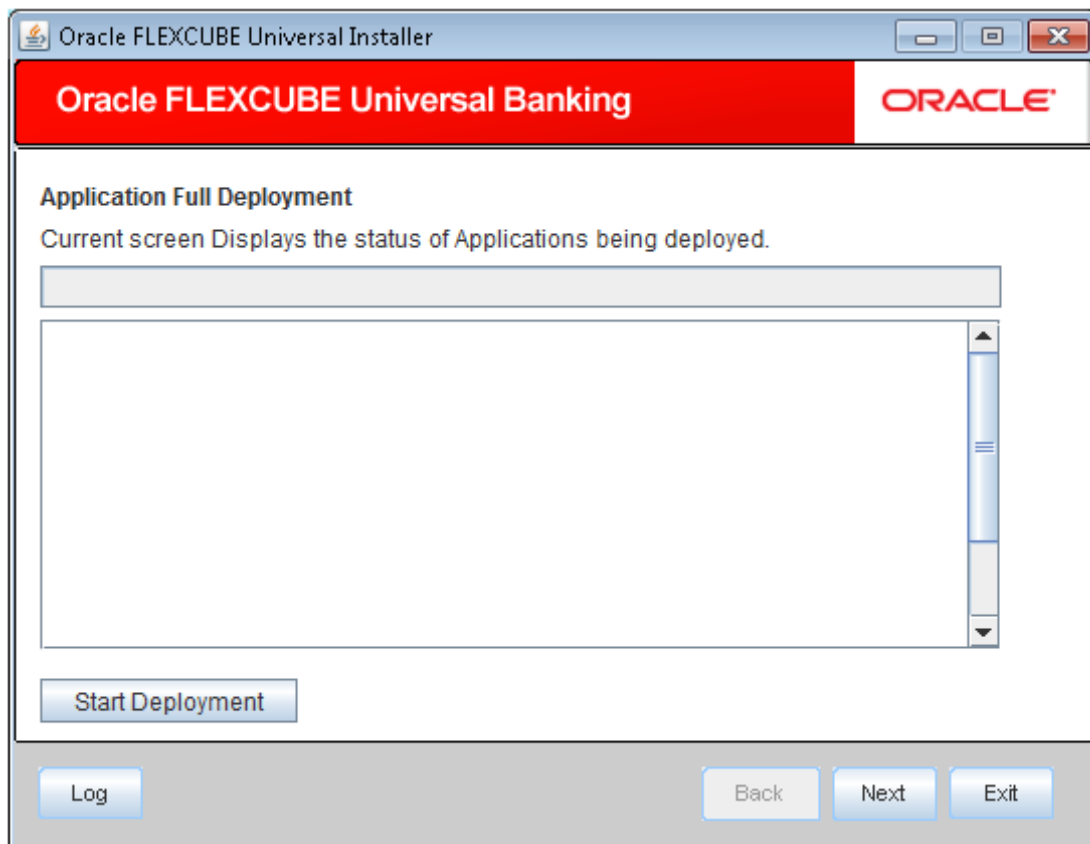 Oracle FLEXCUBE Universal Installer
Oracle FLEXCUBE Universal Banking
ORACLE
Application Full Deployment
Current screen Displays the status of Applications being deployed.
Start Deployment
Log
Back
Next
Exit